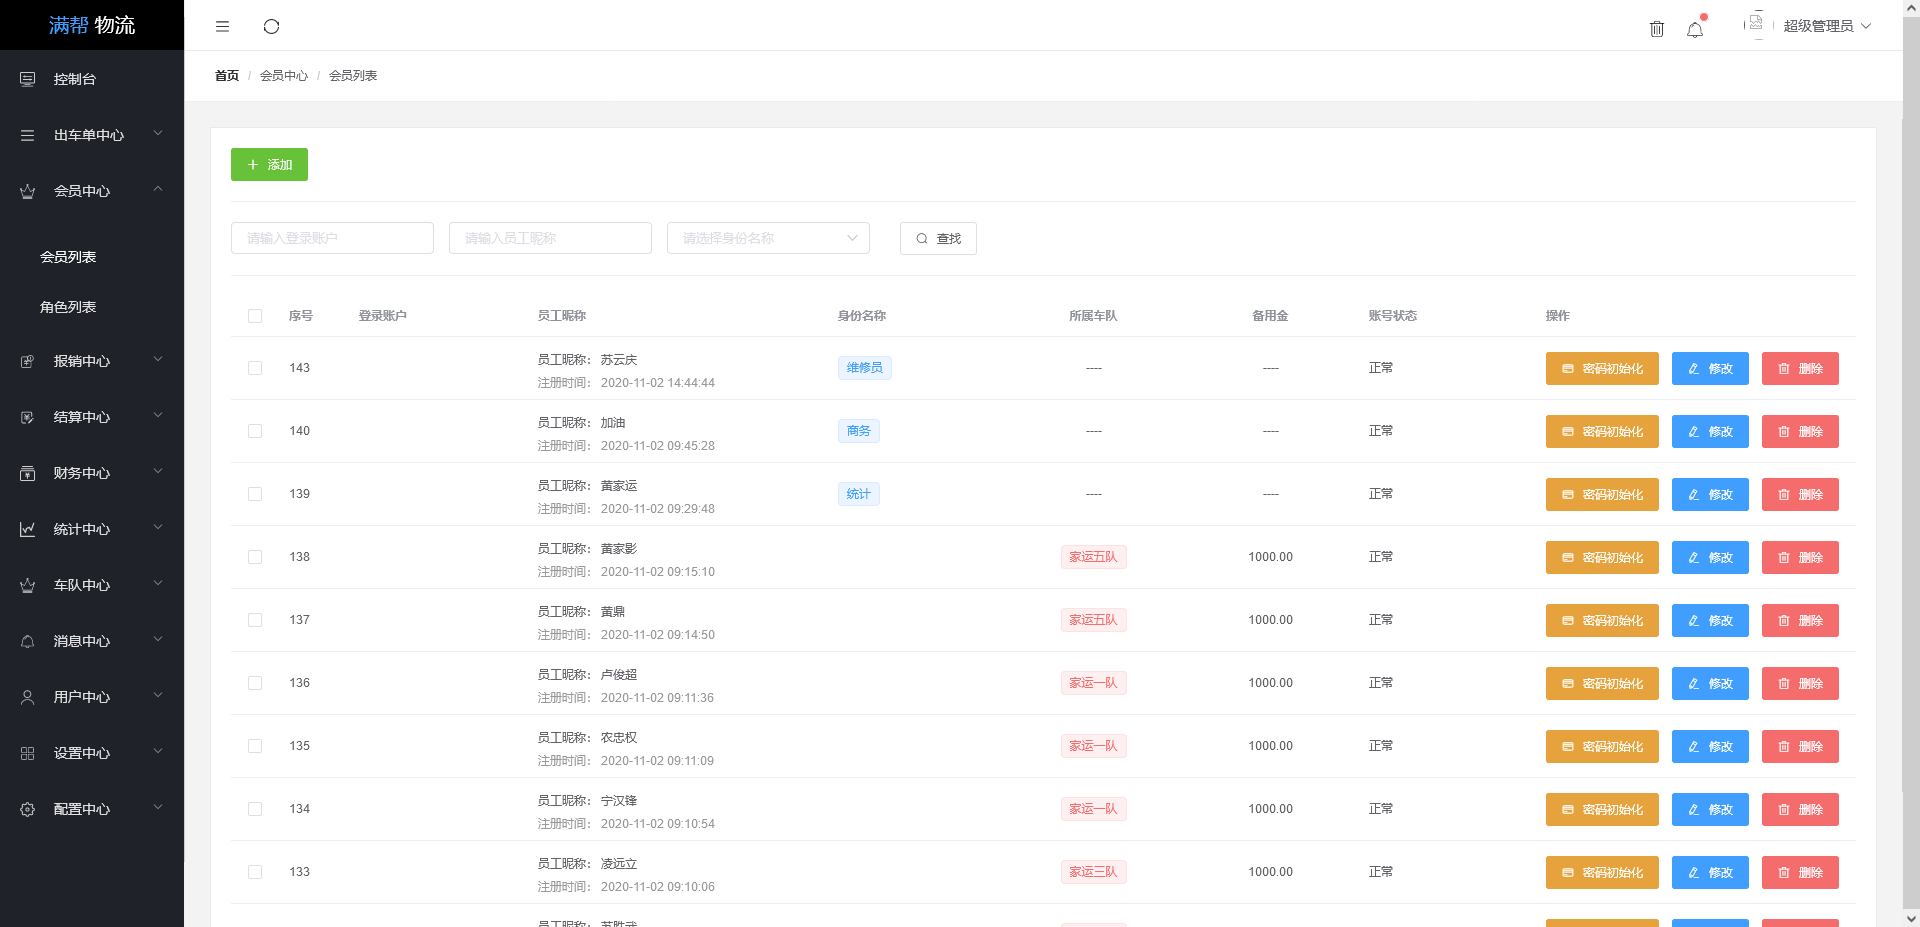 满帮 物流
超级管理员
首页 / 会员中心 / 会员列表
控制台
出车单中心
会员中心
会员列表
角色列表
报销中心
结算中心
财务中心
统计中心
车队中心
消息中心
用户中心
设置中心
配置中心
添加
请输入登录账户 请输入员工昵称 请选择身份名称 查找
序号 登录账户 员工昵称 身份名称 所属车队 备用金 账号状态 操作
143 员工昵称： 苏云庆 维修员 ---- ---- 正常 密码初始化 修改 删除
注册时间： 2020-11-02 14:44:44
140 员工昵称： 加油 商务 ---- ---- 正常 密码初始化 修改 删除
注册时间： 2020-11-02 09:45:28
139 员工昵称： 黄家运 统计 ---- ---- 正常 密码初始化 修改 删除
注册时间： 2020-11-02 09:29:48
138 员工昵称： 黄家影 家运五队 1000.00 正常 密码初始化 修改 删除
注册时间： 2020-11-02 09:15:10
137 员工昵称： 黄鼎 家运五队 1000.00 正常 密码初始化 修改 删除
注册时间： 2020-11-02 09:14:50
136 员工昵称： 卢俊超 家运一队 1000.00 正常 密码初始化 修改 删除
注册时间： 2020-11-02 09:11:36
135 员工昵称： 农忠权 家运一队 1000.00 正常 密码初始化 修改 删除
注册时间： 2020-11-02 09:11:09
134 员工昵称： 宁汉锋 家运一队 1000.00 正常 密码初始化 修改 删除
注册时间： 2020-11-02 09:10:54
133 员工昵称： 凌远立 家运三队 1000.00 正常 密码初始化 修改 删除
注册时间： 2020-11-02 09:10:06
员工昵称：